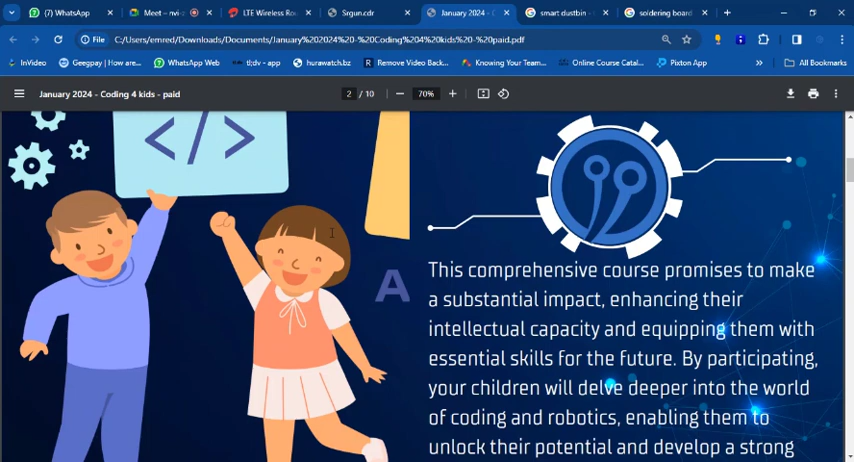 (7) WhatsApp
Meet – nvi-
LTE Wireless Rou
Srgun.cdr
January 2024 - C
smart dustbin -
soldering board
File C:/Users/emred/Downloads/Documents/January%202024%20-%20Coding%204%20kids%20-%20paid.pdf
InVideo
Geegpay | How are...
WhatsApp Web
tl;dv - app
hurawatch.bz
Remove Video Back...
Knowing Your Team...
Online Course Catal...
Pixton App
All Bookmarks
January 2024 - Coding 4 kids - paid
2 / 10
70%
</>
A
This comprehensive course promises to make
a substantial impact, enhancing their
intellectual capacity and equipping them with
essential skills for the future. By participating,
your children will delve deeper into the world
of coding and robotics, enabling them to
unlock their potential and develop a strong